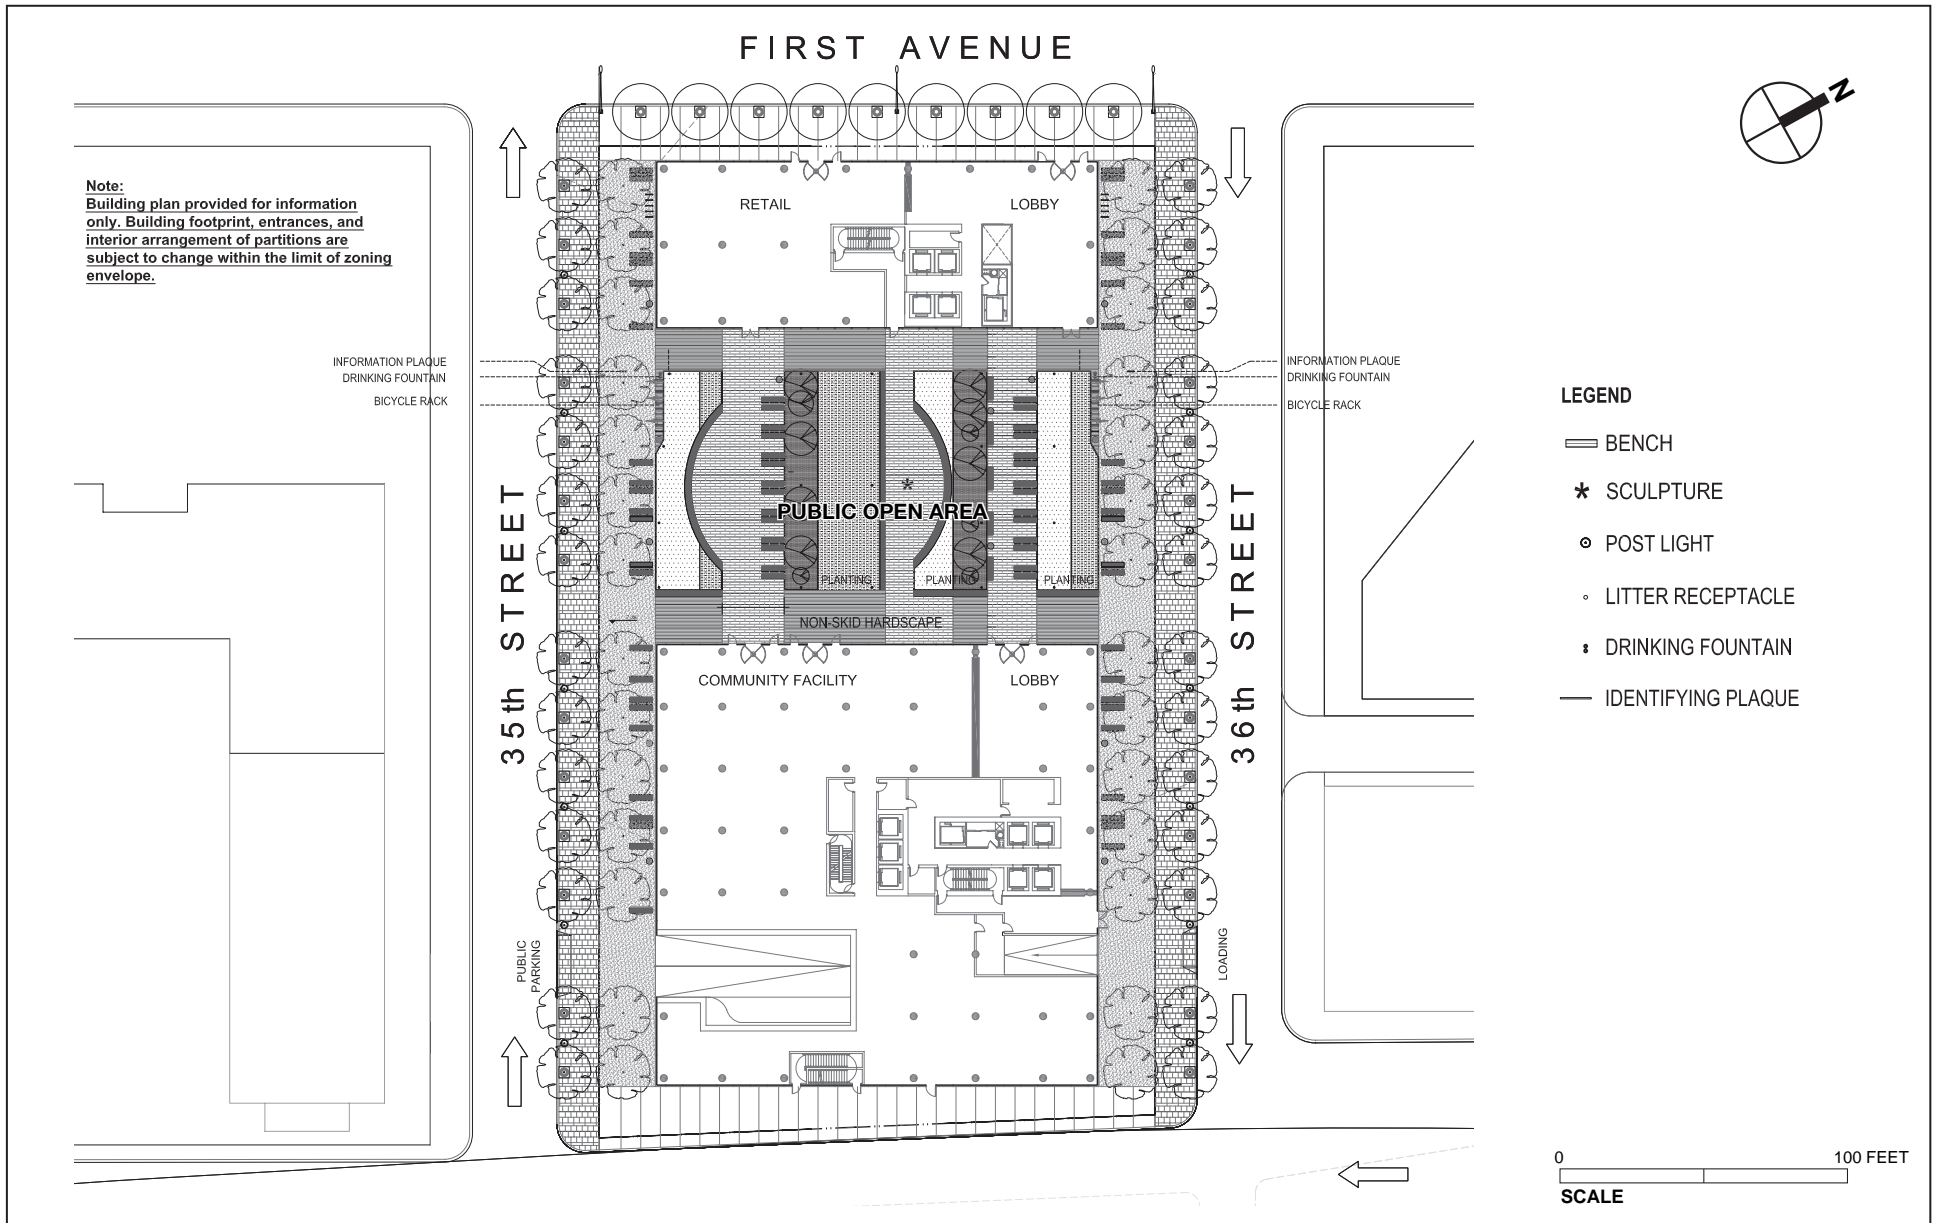 FIRST AVENUE
N
Note:
Building plan provided for information
only. Building footprint, entrances, and
interior arrangement of partitions are
subject to change within the limit of zoning
envelope.
RETAIL
LOBBY
INFORMATION PLAQUE
DRINKING FOUNTAIN
BICYCLE RACK
INFORMATION PLAQUE
DRINKING FOUNTAIN
BICYCLE RACK
35th STREET
36th STREET
PUBLIC OPEN AREA
PLANTING
PLANTING
PLANTING
NON-SKID HARDSCAPE
COMMUNITY FACILITY
LOBBY
PUBLIC
PARKING
LOADING
LEGEND
BENCH
SCULPTURE
POST LIGHT
LITTER RECEPTACLE
DRINKING FOUNTAIN
IDENTIFYING PLAQUE
0
100 FEET
SCALE